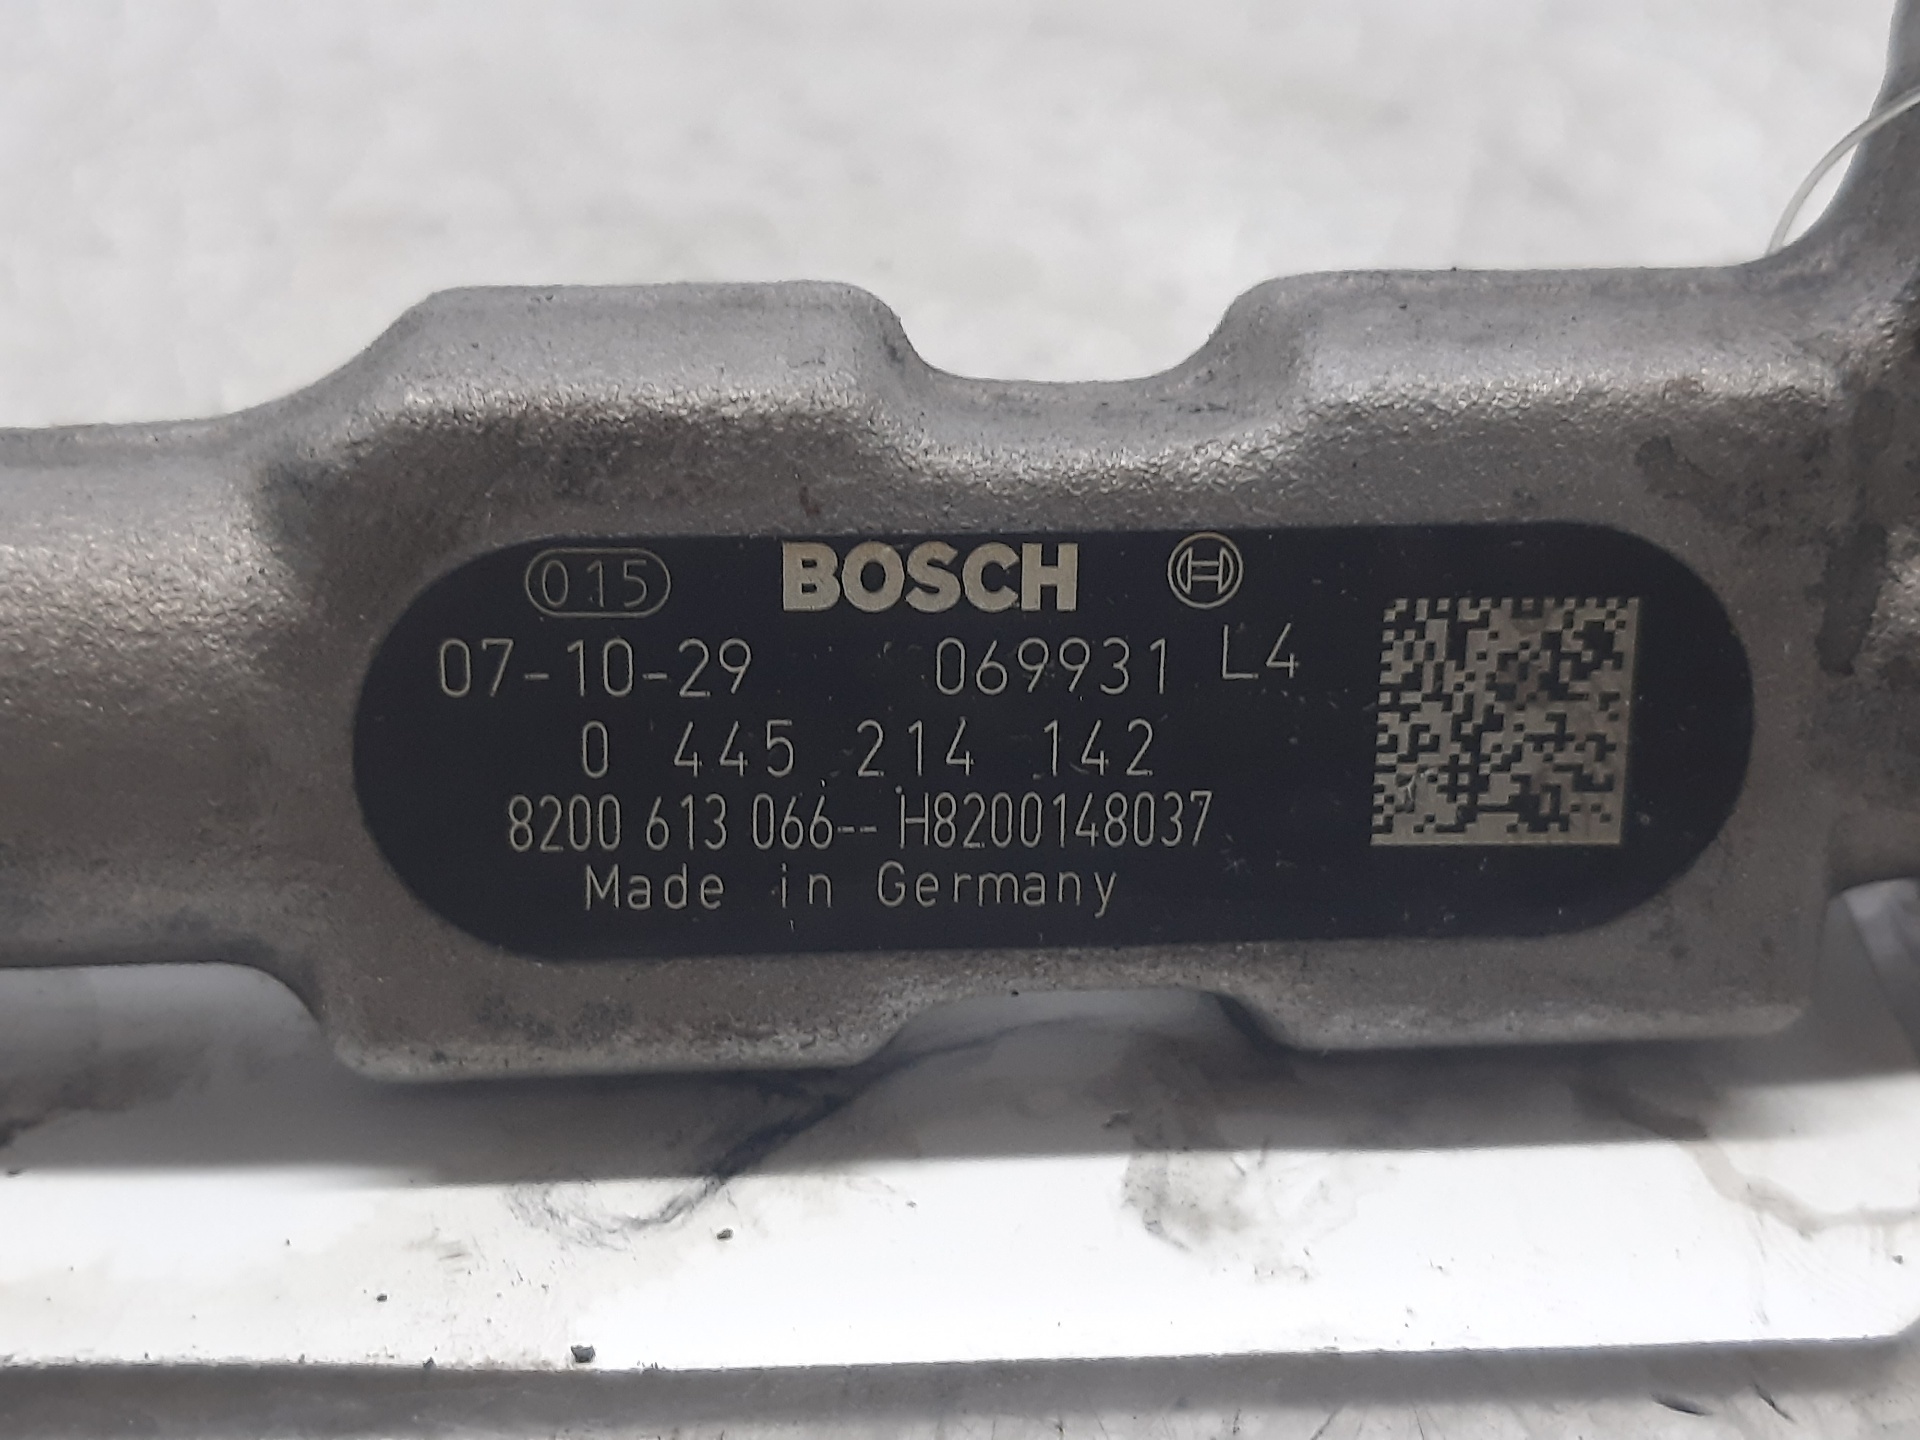 015 BOSCH
07-10-29 069931 L4
0 445 214 142
8200 613 066-- H8200148037
Made in Germany